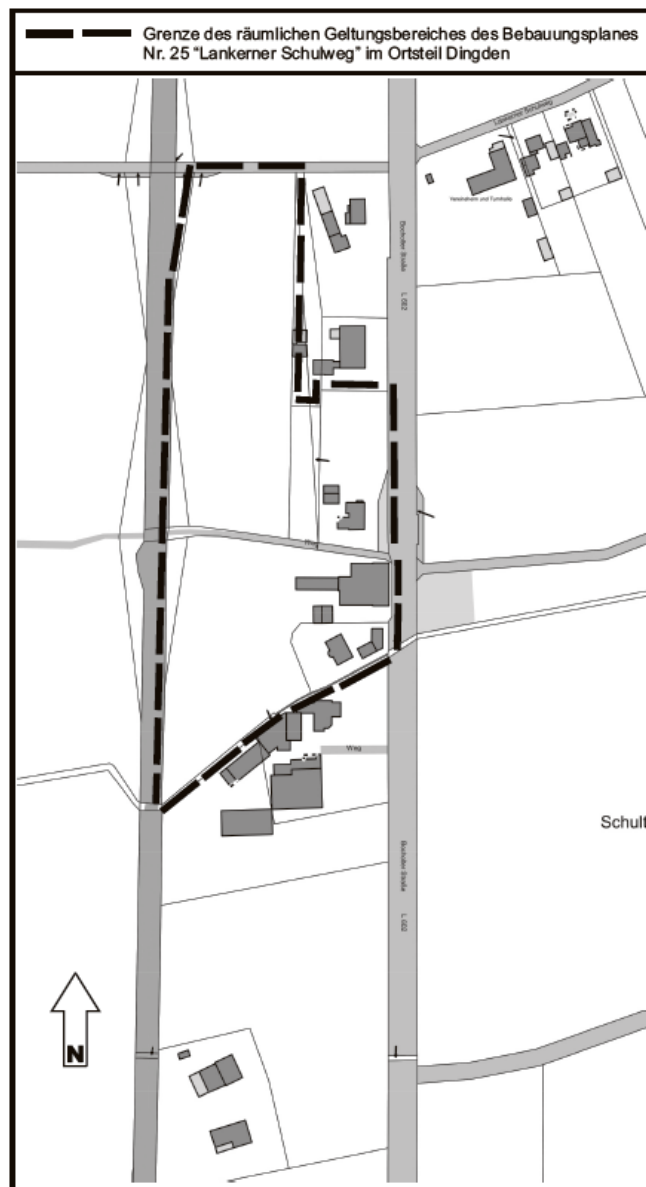 Grenze des räumlichen Geltungsbereiches des Bebauungsplanes
Nr. 25 “Lankerner Schulweg” im Ortsteil Dingden
Lankerner Schulweg
Vereinsheim und Turnhalle
Bocholter Straße
L 602
Weg
Schult
Bocholter Straße
L 602
N